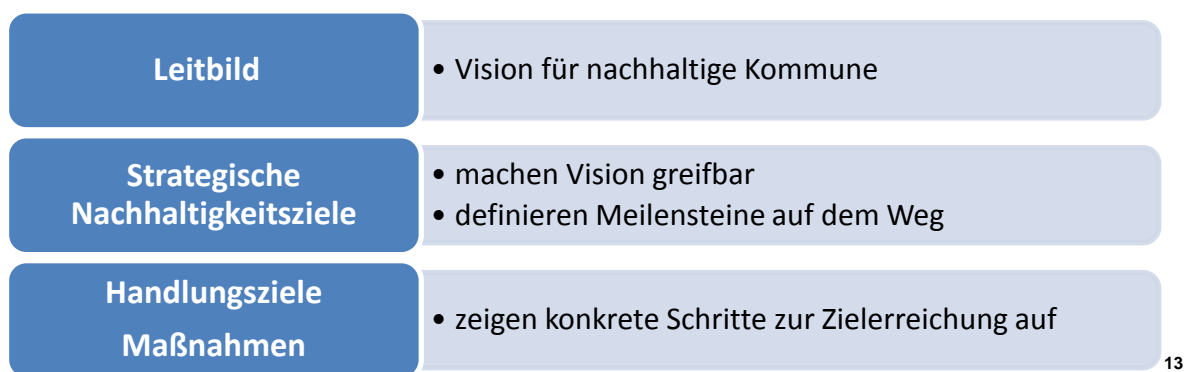 Leitbild
• Vision für nachhaltige Kommune
Strategische
Nachhaltigkeitsziele
• machen Vision greifbar
• definieren Meilensteine auf dem Weg
Handlungsziele
Maßnahmen
• zeigen konkrete Schritte zur Zielerreichung auf
13